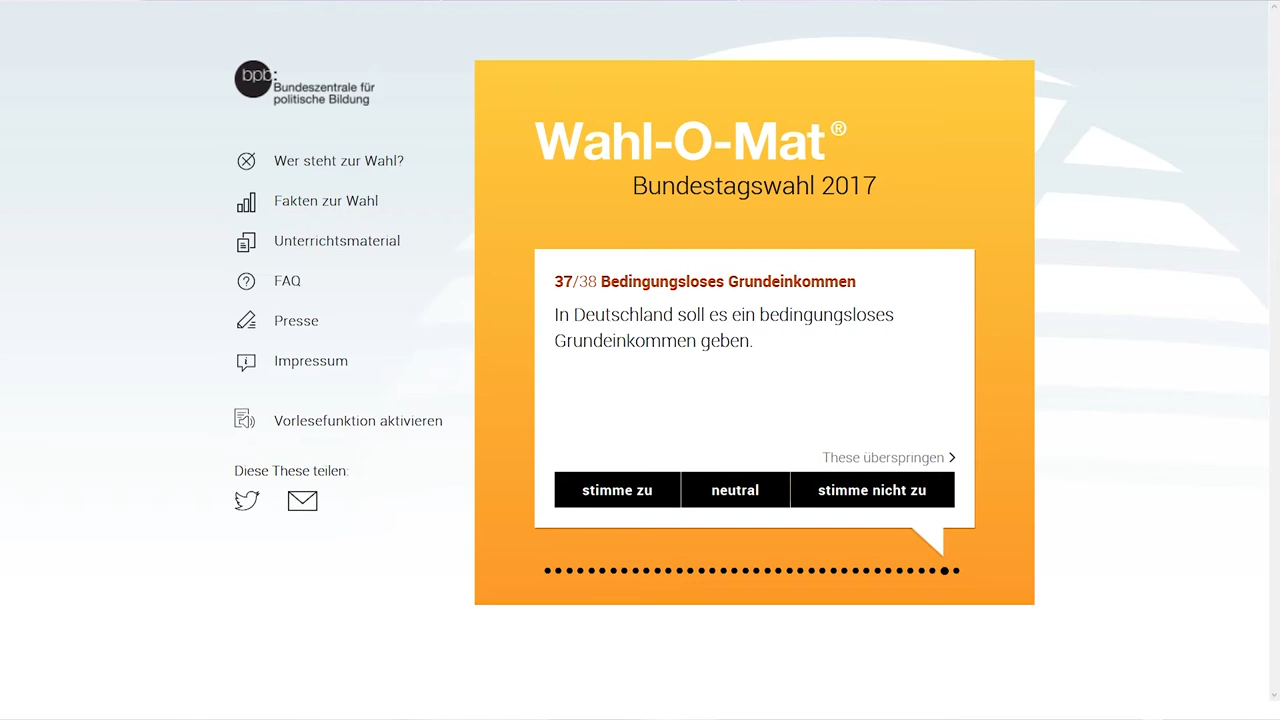 bpb:
Bundeszentrale für
politische Bildung
Wer steht zur Wahl?
Fakten zur Wahl
Unterrichtsmaterial
FAQ
Presse
Impressum
Vorlesefunktion aktivieren
Diese These teilen:
Wahl-O-Mat®
Bundestagswahl 2017
37/38 Bedingungsloses Grundeinkommen
In Deutschland soll es ein bedingungsloses
Grundeinkommen geben.
These überspringen
stimme zu
neutral
stimme nicht zu